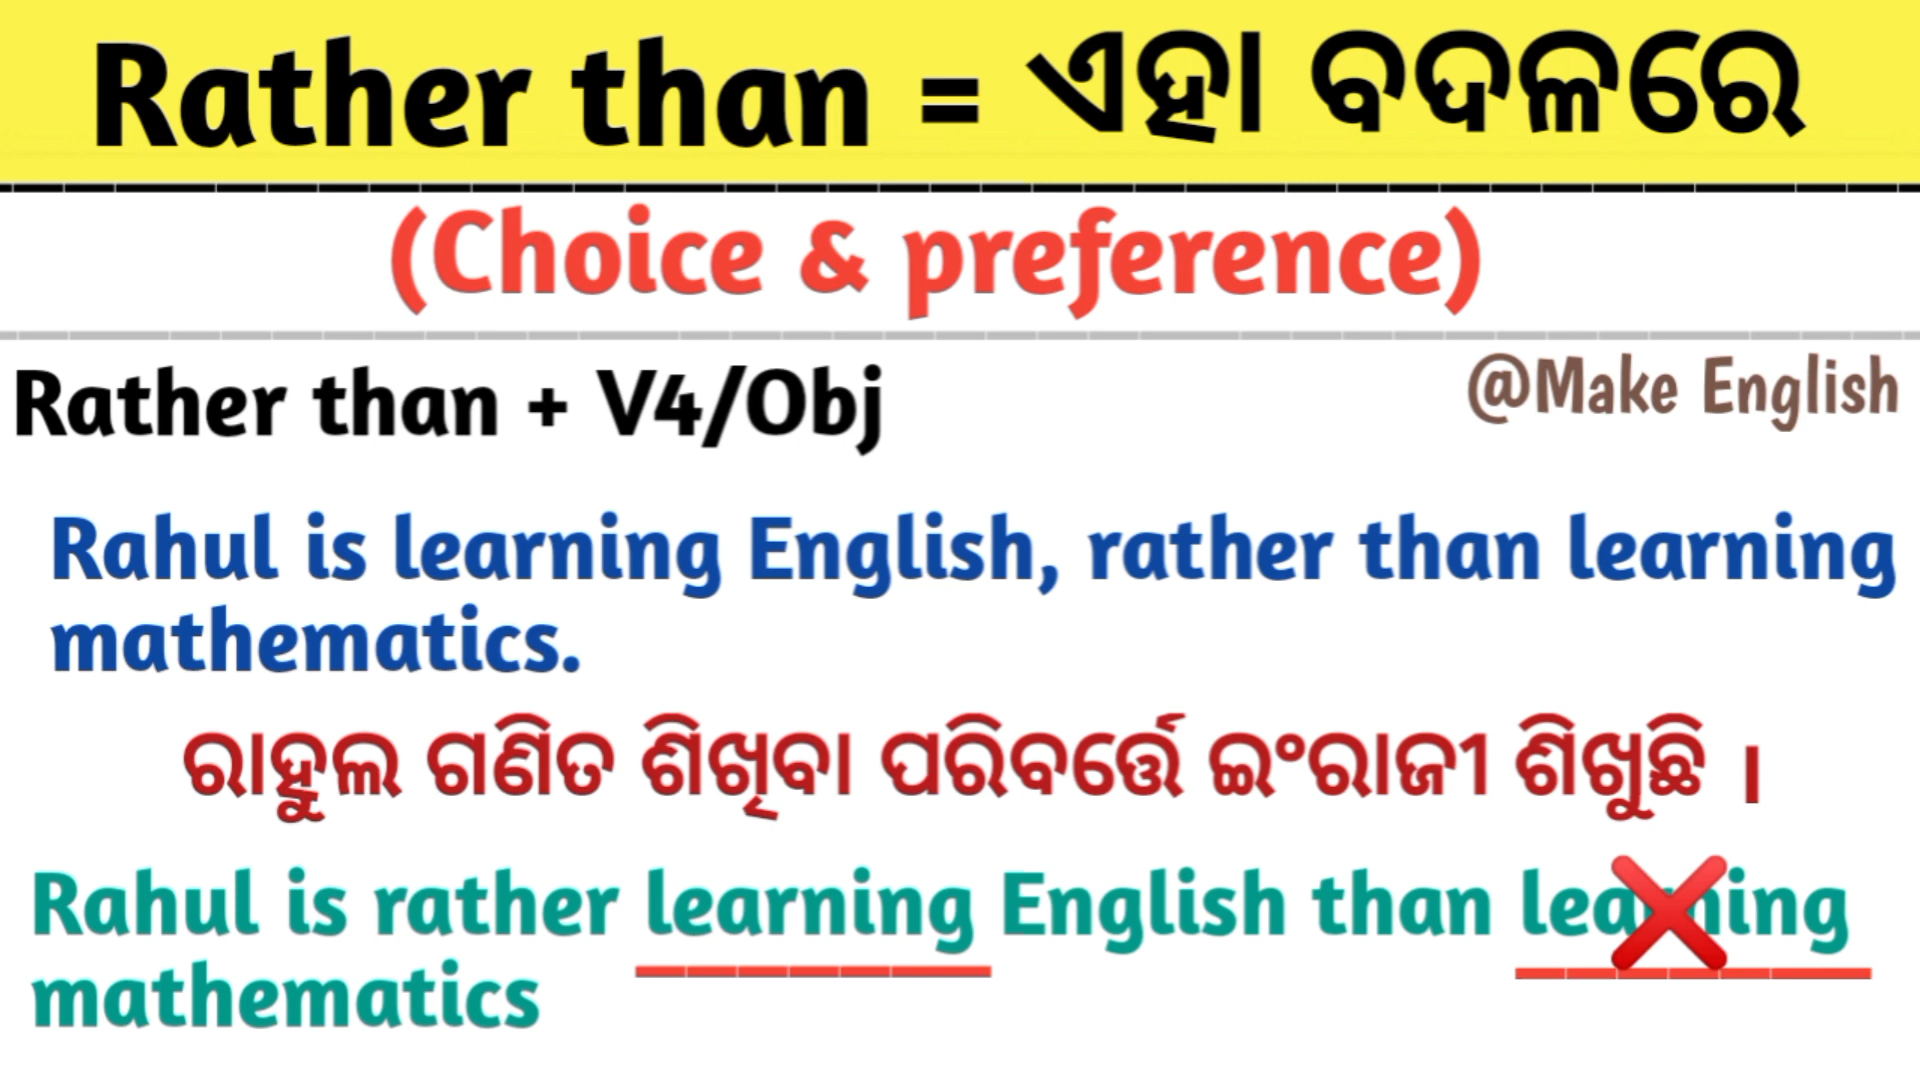 Rather than = ଏହା ବଦଳରେ
(Choice & preference)
Rather than + V4/Obj
@Make English
Rahul is learning English, rather than learning
mathematics.
ରାହୁଲ ଗଣିତ ଶିଖିବା ପରିବର୍ତ୍ତେ ଇଂରାଜୀ ଶିଖୁଛି ।
Rahul is rather learning English than learning
mathematics